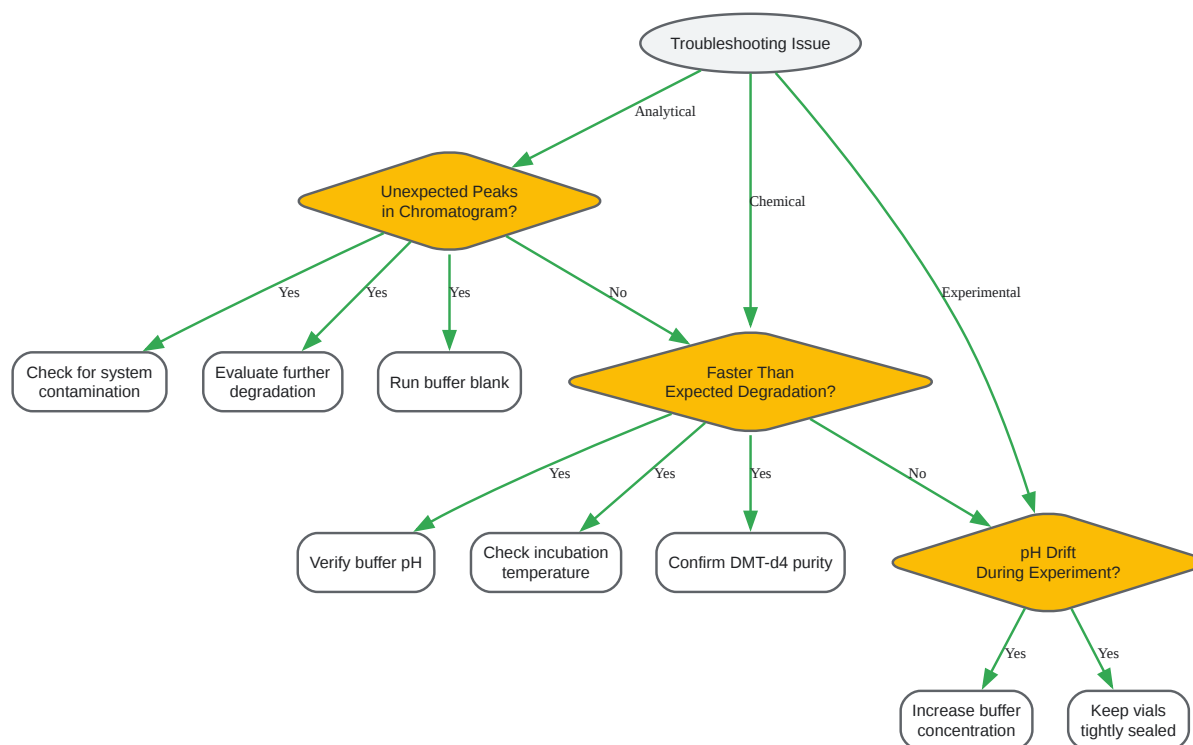 Troubleshooting Issue
Analytical
Chemical
Experimental
Unexpected Peaks
in Chromatogram?
Yes
Yes
Yes
No
Check for system
contamination
Evaluate further
degradation
Run buffer blank
Faster Than
Expected Degradation?
Yes
Yes
Yes
No
Verify buffer pH
Check incubation
temperature
Confirm DMT-d4 purity
pH Drift
During Experiment?
Yes
Yes
Increase buffer
concentration
Keep vials
tightly sealed